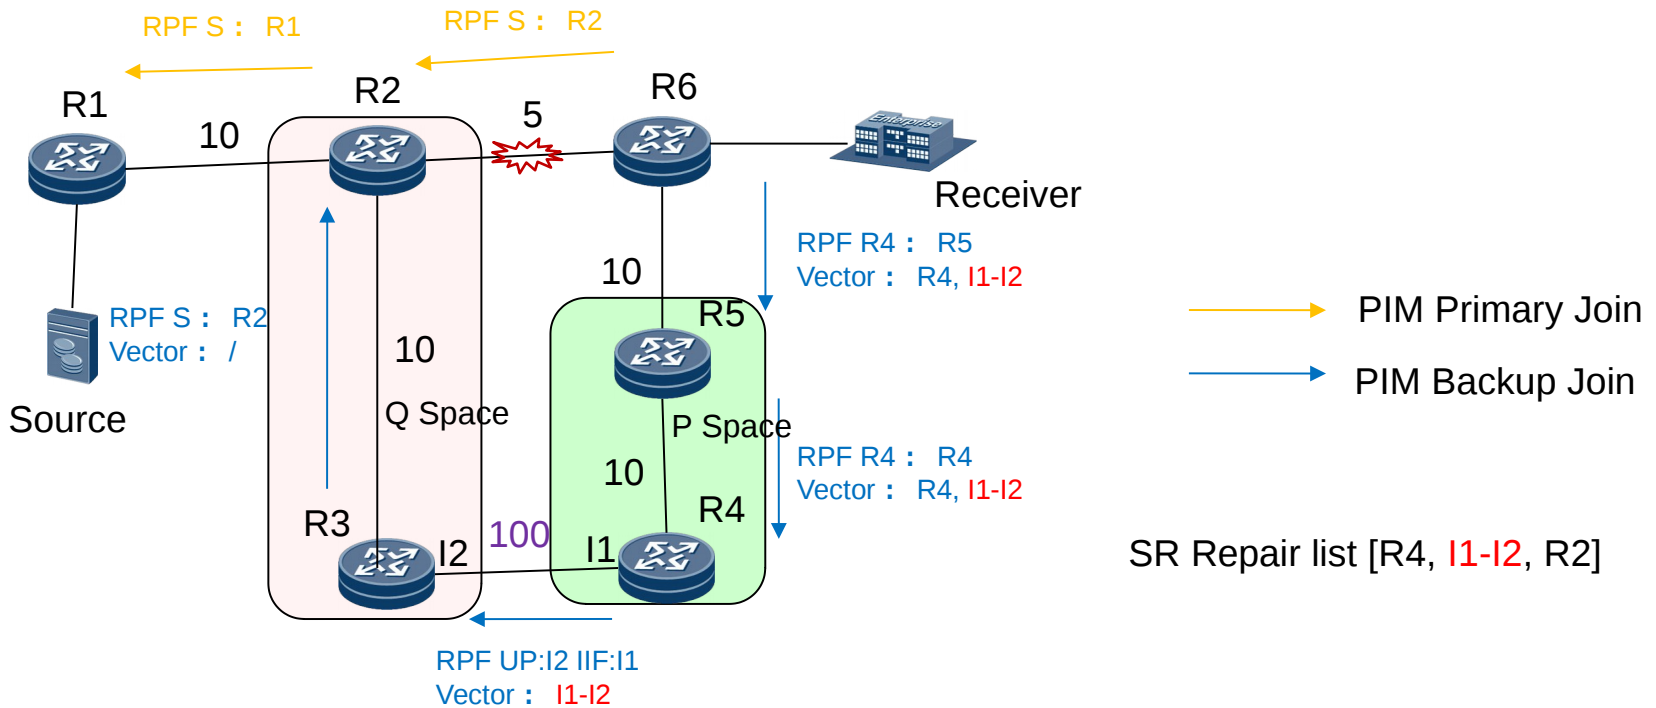 RPF S： R1
RPF S： R2
R1
R2
R6
10
5
Enterprise
Receiver
RPF R4： R5
Vector： R4, I1-I2
10
R5
RPF S： R2
Vector： /
10
Source
Q Space
P Space
PIM Primary Join
PIM Backup Join
10
RPF R4： R4
Vector： R4, I1-I2
R4
R3
100
I2
I1
SR Repair list [R4, I1-I2, R2]
RPF UP:I2 IIF:I1
Vector： I1-I2